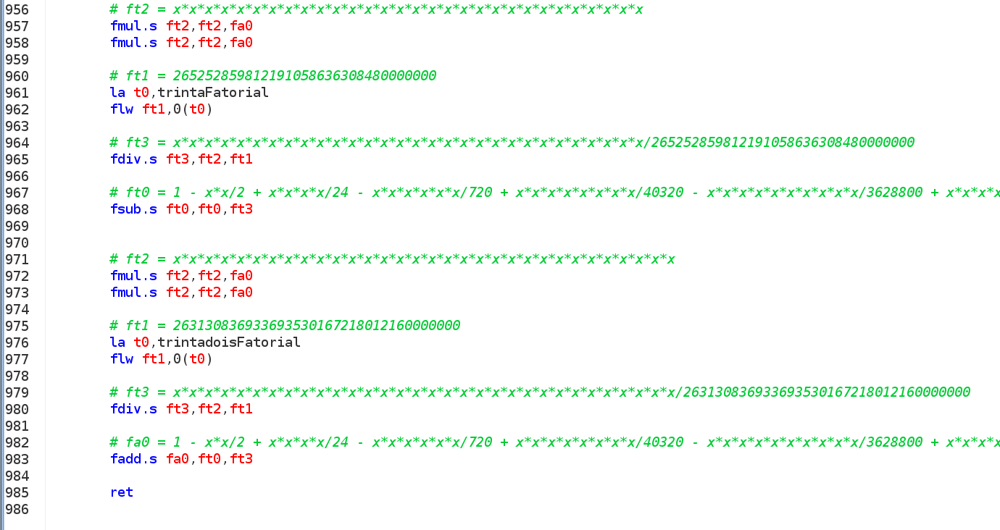 956 # ft2 = x*x*x*x*x*x*x*x*x*x*x*x*x*x*x*x*x*x*x*x*x*x*x*x*x*x*x*x*x*x
957 fmul.s ft2,ft2,fa0
958 fmul.s ft2,ft2,fa0
959
960 # ft1 = 265252859812191058636308480000000
961 la t0,trintaFatorial
962 flw ft1,0(t0)
963
964 # ft3 = x*x*x*x*x*x*x*x*x*x*x*x*x*x*x*x*x*x*x*x*x*x*x*x*x*x*x*x*x*x/265252859812191058636308480000000
965 fdiv.s ft3,ft2,ft1
966
967 # ft0 = 1 - x*x/2 + x*x*x*x/24 - x*x*x*x*x*x/720 + x*x*x*x*x*x*x*x/40320 - x*x*x*x*x*x*x*x*x*x/3628800 + x*x*x*x
968 fsub.s ft0,ft0,ft3
969
970
971 # ft2 = x*x*x*x*x*x*x*x*x*x*x*x*x*x*x*x*x*x*x*x*x*x*x*x*x*x*x*x*x*x*x*x
972 fmul.s ft2,ft2,fa0
973 fmul.s ft2,ft2,fa0
974
975 # ft1 = 263130836933693530167218012160000000
976 la t0,trintadoisFatorial
977 flw ft1,0(t0)
978
979 # ft3 = x*x*x*x*x*x*x*x*x*x*x*x*x*x*x*x*x*x*x*x*x*x*x*x*x*x*x*x*x*x*x*x/263130836933693530167218012160000000
980 fdiv.s ft3,ft2,ft1
981
982 # fa0 = 1 - x*x/2 + x*x*x*x/24 - x*x*x*x*x*x/720 + x*x*x*x*x*x*x*x/40320 - x*x*x*x*x*x*x*x*x*x/3628800 + x*x*x*x
983 fadd.s fa0,ft0,ft3
984
985 ret
986